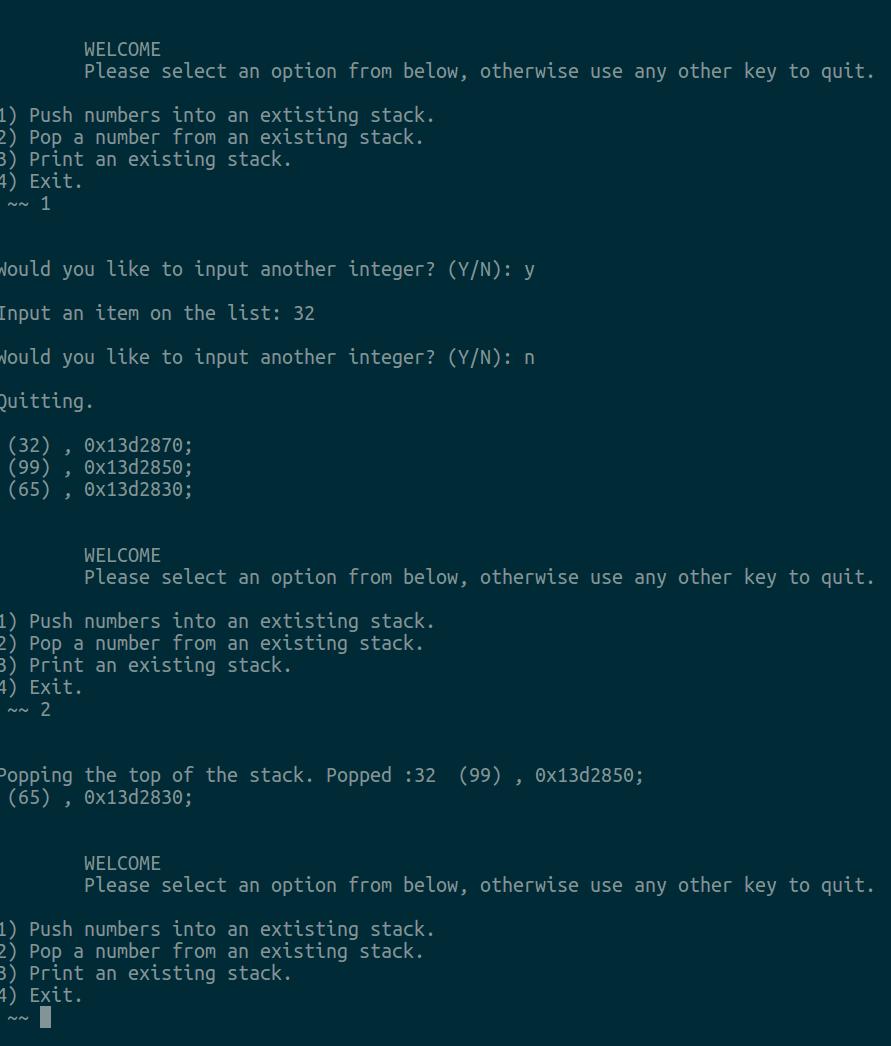 WELCOME
Please select an option from below, otherwise use any other key to quit.
1) Push numbers into an extisting stack.
2) Pop a number from an existing stack.
3) Print an existing stack.
4) Exit.
~~ 1
Would you like to input another integer? (Y/N): y
Input an item on the list: 32
Would you like to input another integer? (Y/N): n
Quitting.
(32) , 0x13d2870;
(99) , 0x13d2850;
(65) , 0x13d2830;
WELCOME
Please select an option from below, otherwise use any other key to quit.
1) Push numbers into an extisting stack.
2) Pop a number from an existing stack.
3) Print an existing stack.
4) Exit.
~~ 2
Popping the top of the stack. Popped :32  (99) , 0x13d2850;
(65) , 0x13d2830;
WELCOME
Please select an option from below, otherwise use any other key to quit.
1) Push numbers into an extisting stack.
2) Pop a number from an existing stack.
3) Print an existing stack.
4) Exit.
~~